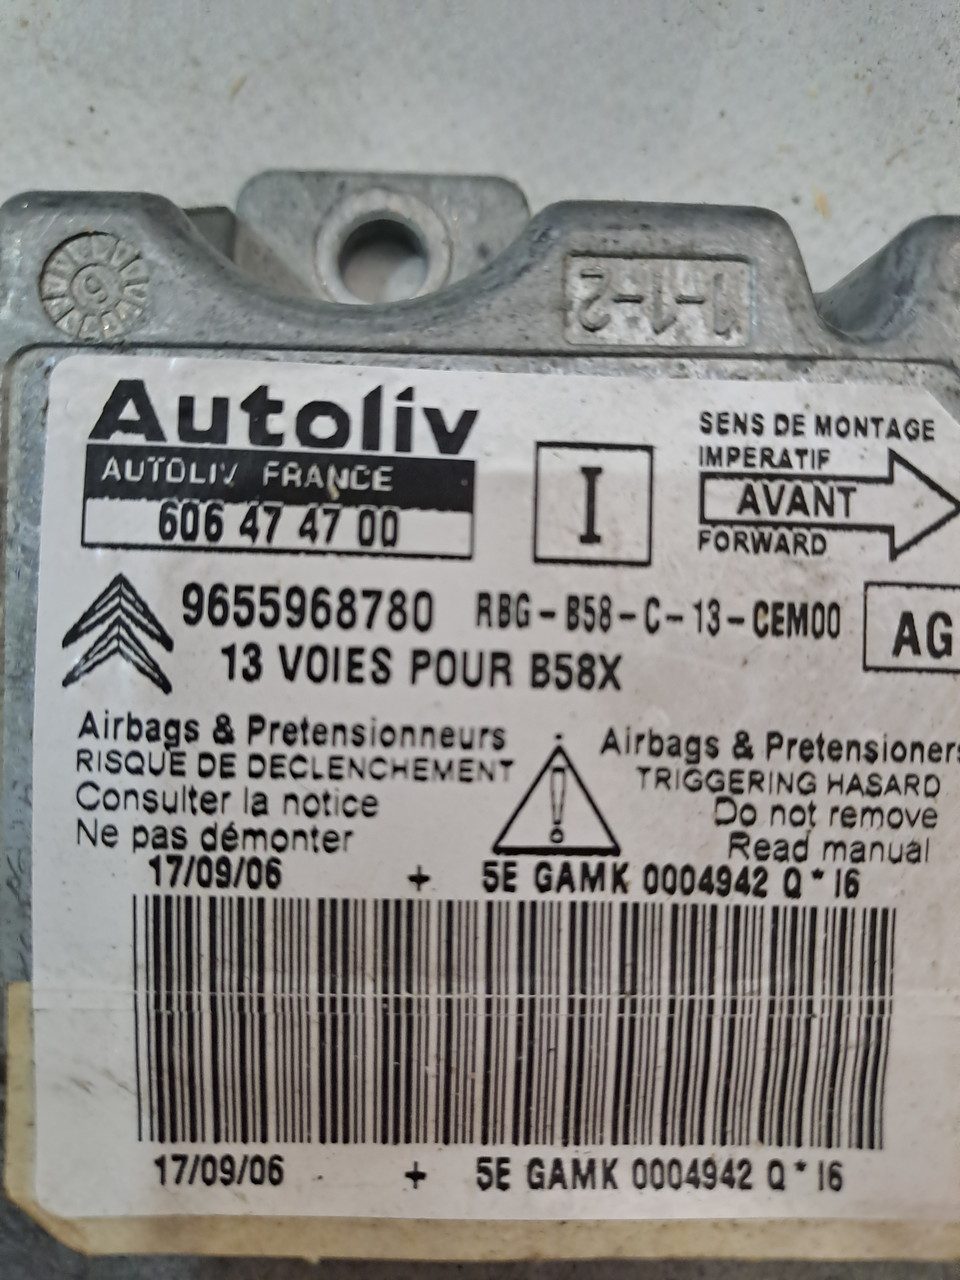 1-1-2
Autoliv
AUTOLIV FRANCE
606 47 47 00
I
SENS DE MONTAGE
IMPERATIF
AVANT
FORWARD
9655968780 RBG-B58-C-13-CEM00
AG
13 VOIES POUR B58X
Airbags & Pretensionneurs
RISQUE DE DECLENCHEMENT
Consulter la notice
Ne pas démonter
!
Airbags & Pretensioners
TRIGGERING HASARD
Do not remove
Read manual
17/09/06 + 5E GAMK 0004942 Q * I6
17/09/06 + 5E GAMK 0004942 Q * I6